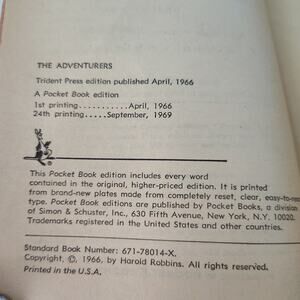 THE ADVENTURERS
Trident Press edition published April, 1966
A Pocket Book edition
1st printing...........April, 1966
24th printing.....September, 1969
This Pocket Book edition includes every word
contained in the original, higher-priced edition. It is printed
from brand-new plates made from completely reset, clear, easy-to-re
type. Pocket Book editions are published by Pocket Books, a division
of Simon & Schuster, Inc., 630 Fifth Avenue, New York, N.Y. 10020.
Trademarks registered in the United States and other countries.
Standard Book Number: 671-78014-X.
Copyright, ©, 1966, by Harold Robbins. All rights reserved.
Printed in the U.S.A.